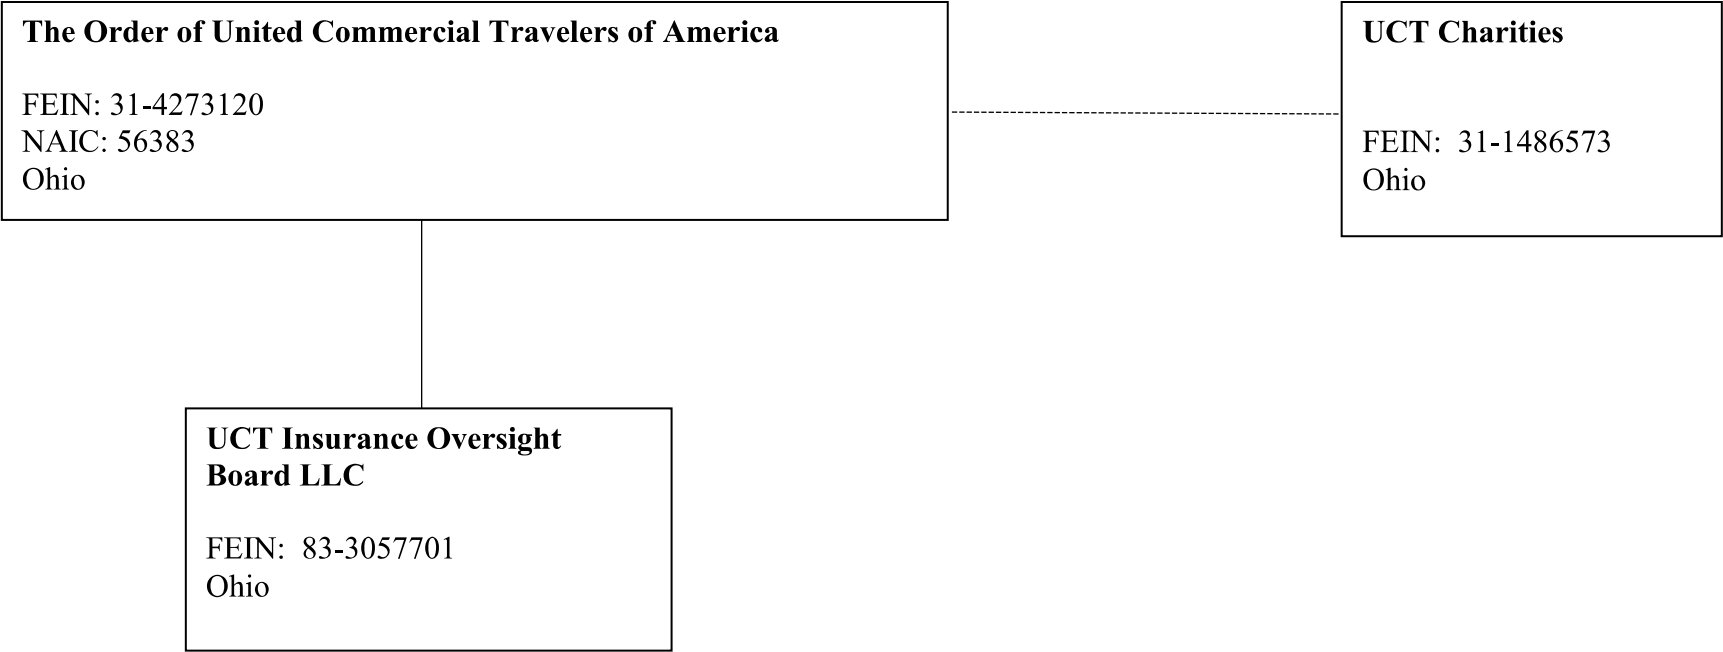 The Order of United Commercial Travelers of America
FEIN: 31-4273120
NAIC: 56383
Ohio
UCT Charities
FEIN:  31-1486573
Ohio
UCT Insurance Oversight
Board LLC
FEIN:  83-3057701
Ohio